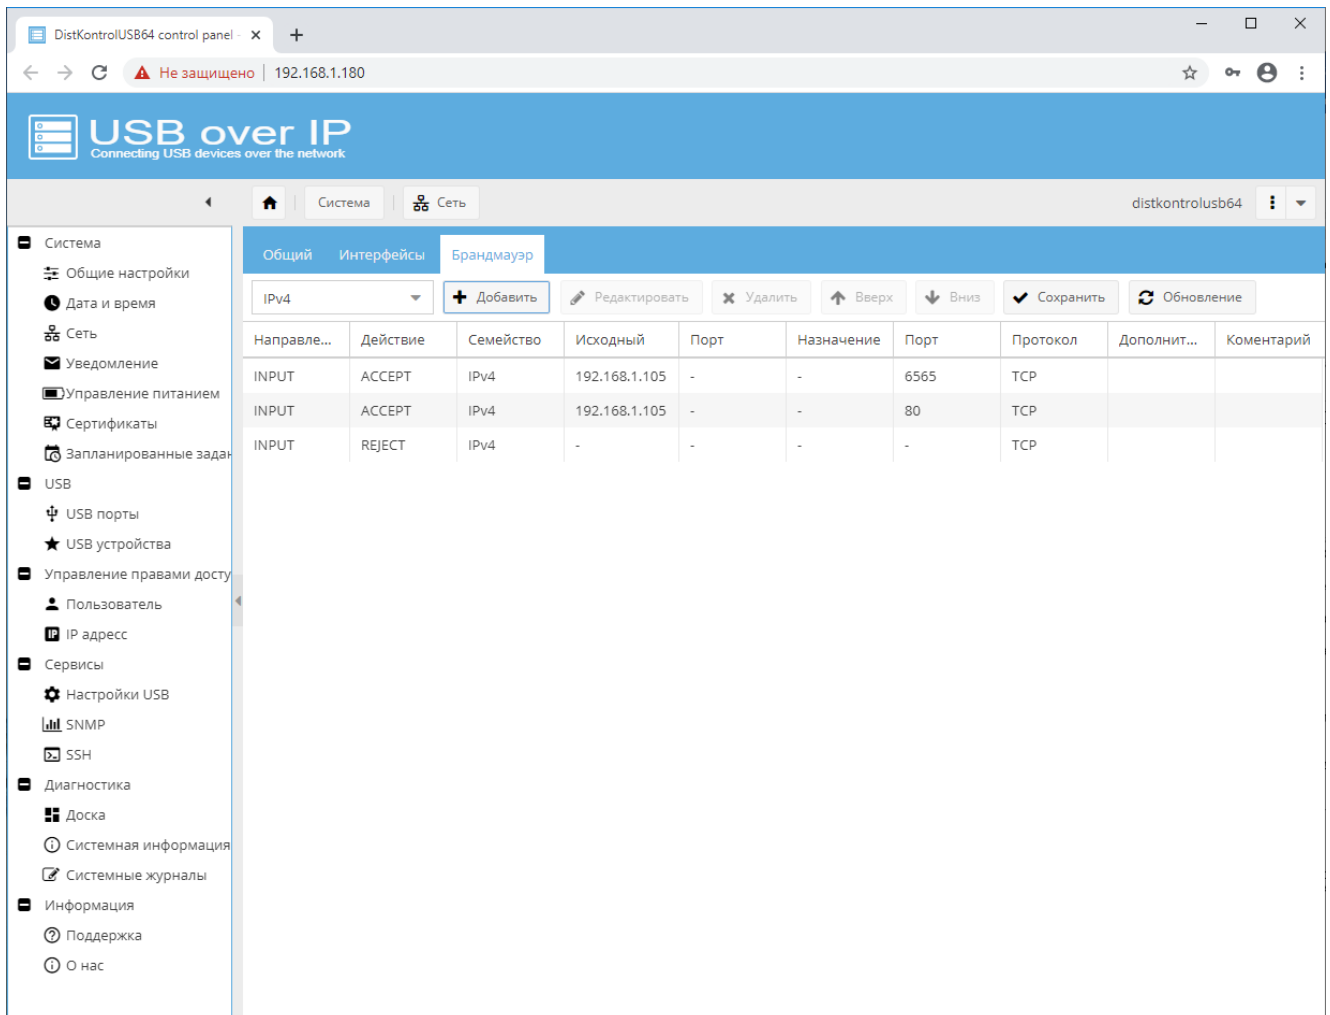 DistKontrolUSB64 control panel -
Не защищено 192.168.1.180
USB over IP
Connecting USB devices over the network
Система Сеть distkontrolusb64
Система
Общие настройки
Дата и время
Сеть
Уведомление
Управление питанием
Сертификаты
Запланированные задан
USB
USB порты
USB устройства
Управление правами досту
Пользователь
IP адресс
Сервисы
Настройки USB
SNMP
SSH
Диагностика
Доска
Системная информация
Системные журналы
Информация
Поддержка
О нас
Общий Интерфейсы Брандмауэр
IPv4 Добавить Редактировать Удалить Вверх Вниз Сохранить Обновление
Направле... Действие Семейство Исходный Порт Назначение Порт Протокол Дополнит... Коментарий
INPUT ACCEPT IPv4 192.168.1.105 - - 6565 TCP
INPUT ACCEPT IPv4 192.168.1.105 - - 80 TCP
INPUT REJECT IPv4 - - - - TCP